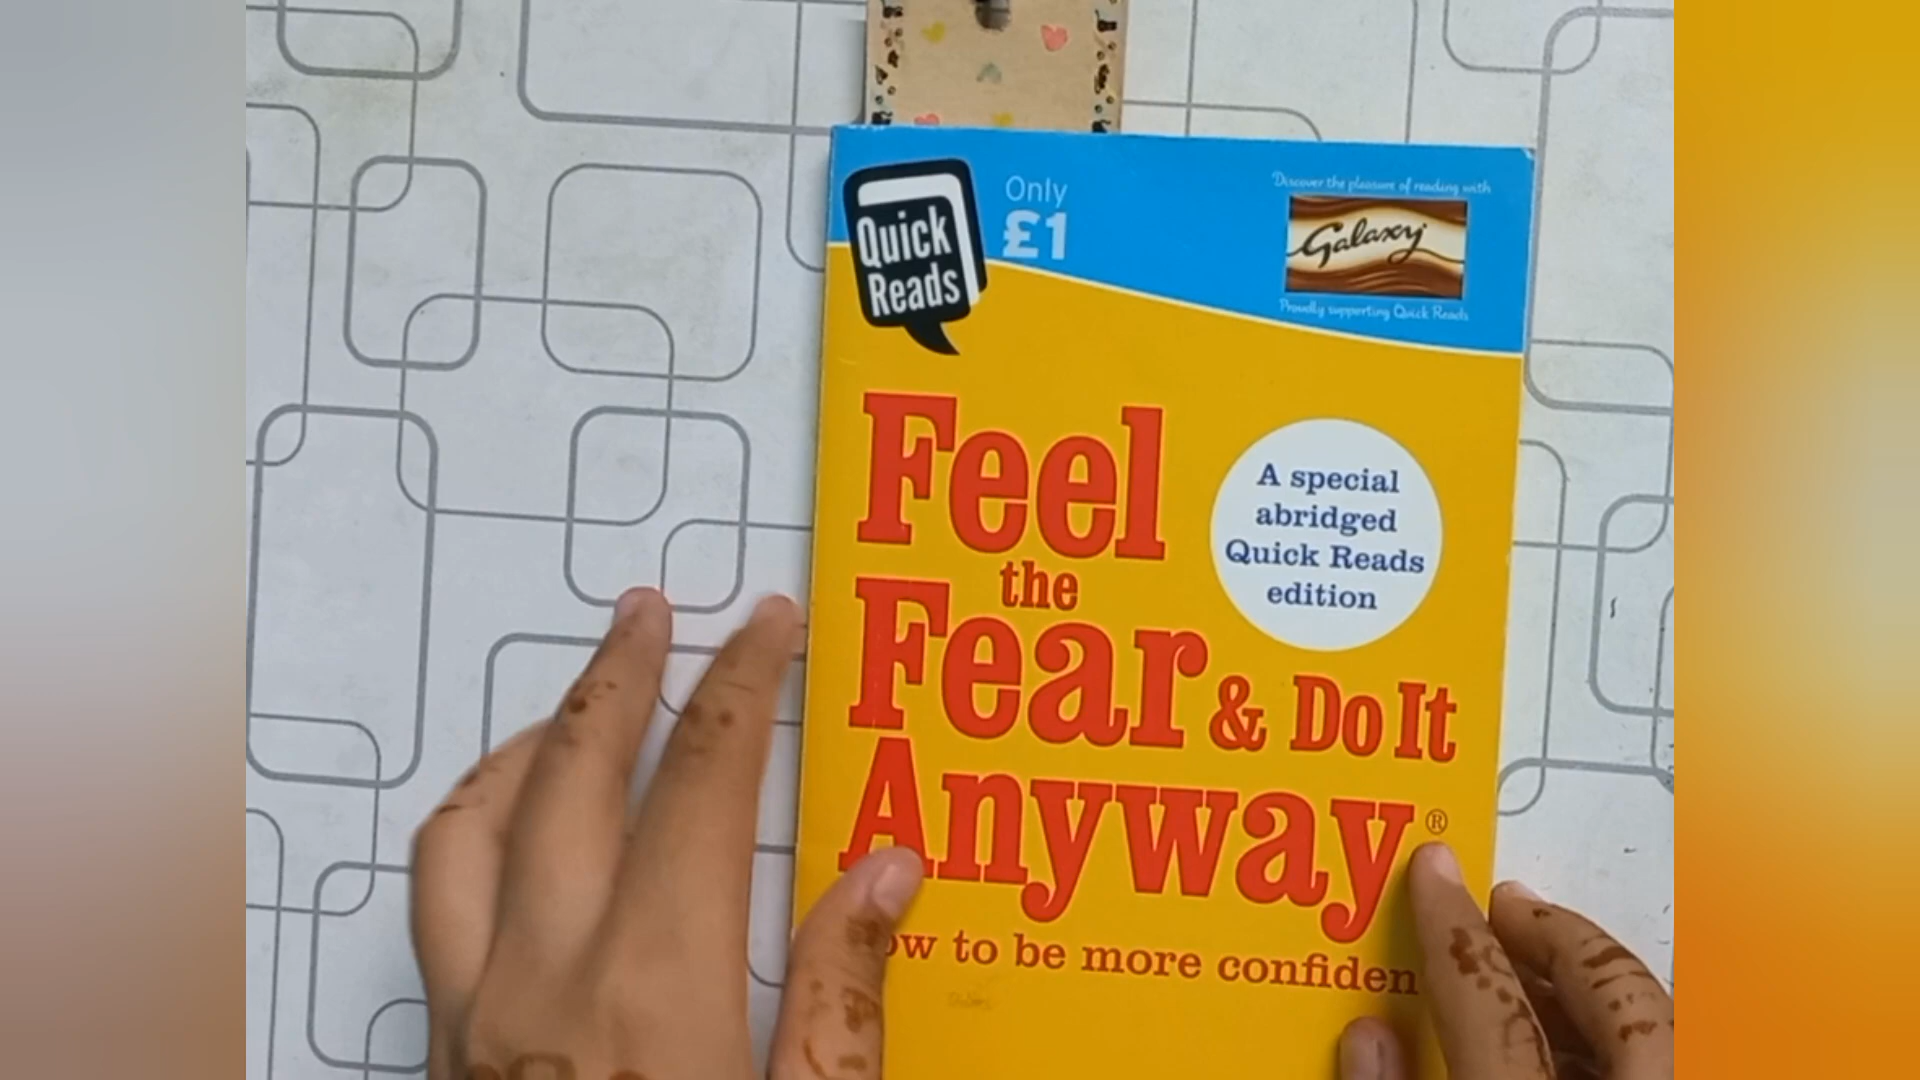 Only
£1
Quick
Reads
Discover the pleasure of reading with
Galaxy
Proudly supporting Quick Reads
Feel
the
Fear & Do It
Anyway®
A special
abridged
Quick Reads
edition
ow to be more confiden